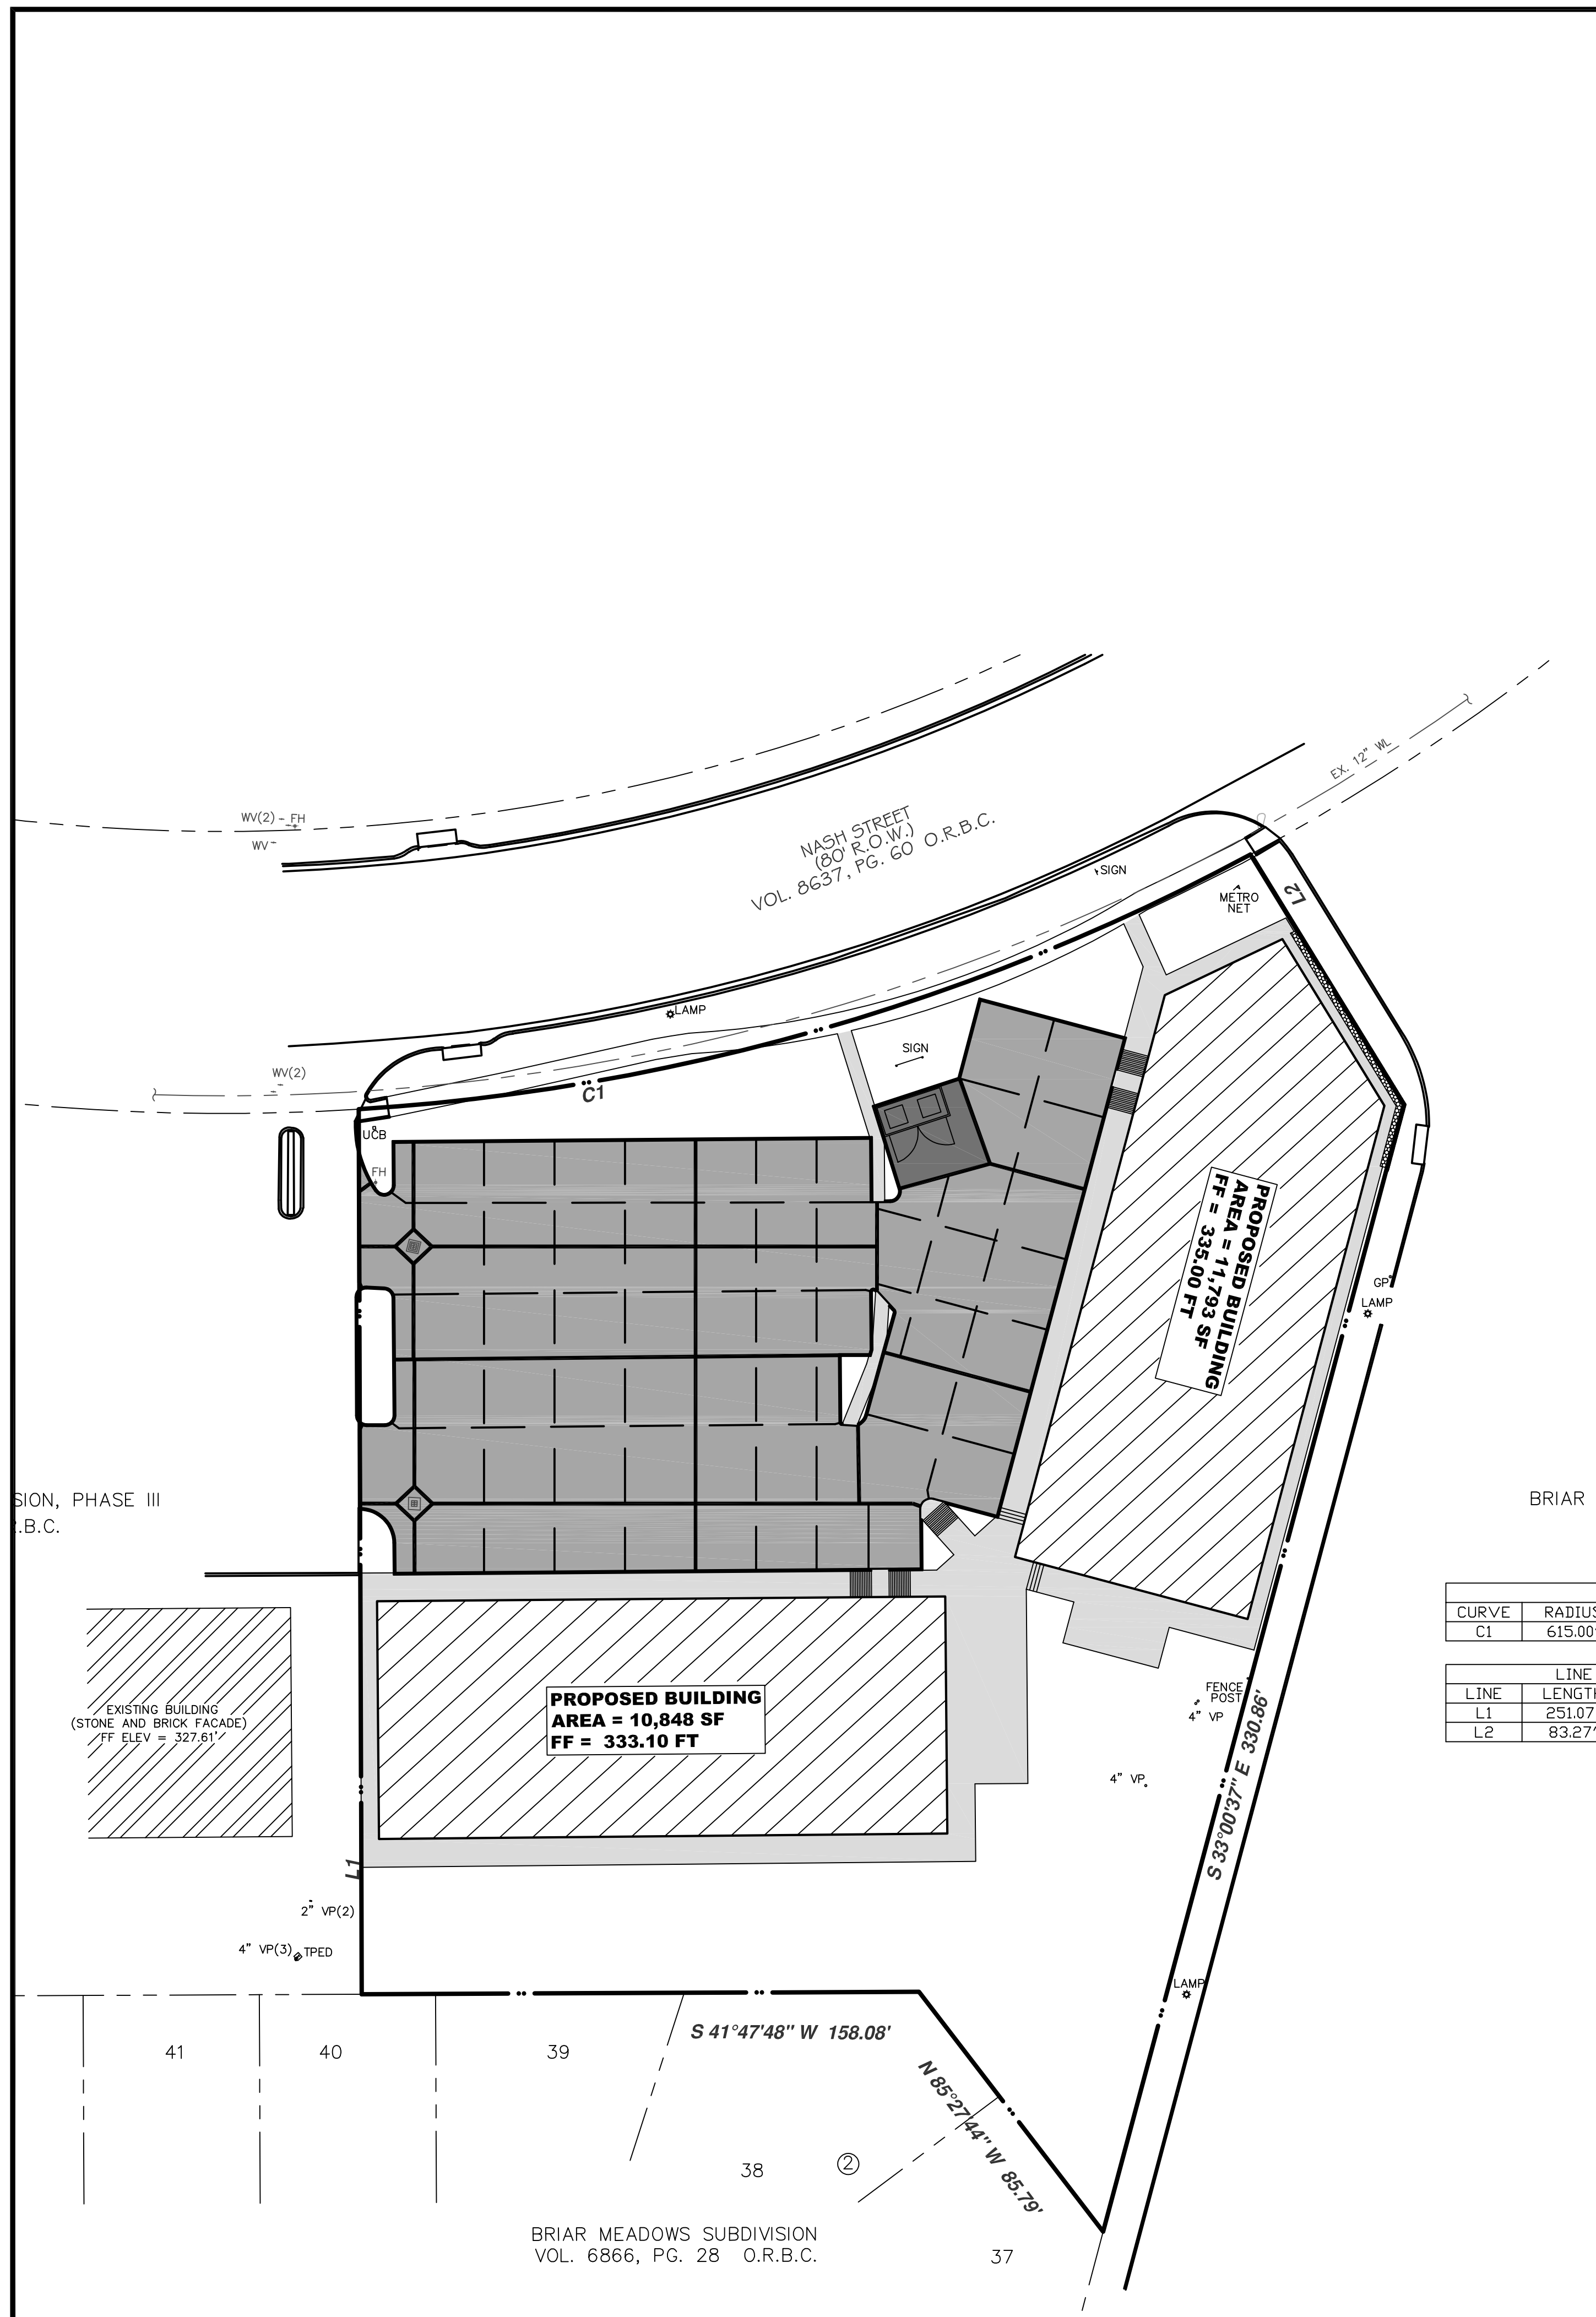 WV(2)
FH
WV
NASH STREET
(80' R.O.W.)
VOL. 8637, PG. 60 O.R.B.C.
EX. 12" WL
SIGN
METRO
NET
L2
LAMP
SIGN
WV(2)
C1
UCB
FH
PROPOSED BUILDING
AREA = 11,793 SF
FF = 335.00 FT
GP
LAMP
SION, PHASE III
.B.C.
BRIAR
CURVE RADIUS
C1 615.00'
LINE
LINE LENGTH
L1 251.07
L2 83.27'
EXISTING BUILDING
(STONE AND BRICK FACADE)
FF ELEV = 327.61'
PROPOSED BUILDING
AREA = 10,848 SF
FF = 333.10 FT
FENCE
POST
4" VP
4" VP
S 33°00'37" E 330.86'
L1
2" VP(2)
4" VP(3)
TPED
LAMP
S 41°47'48" W 158.08'
N 85°27'44" W 85.79'
41
40
39
38
2
37
BRIAR MEADOWS SUBDIVISION
VOL. 6866, PG. 28 O.R.B.C.